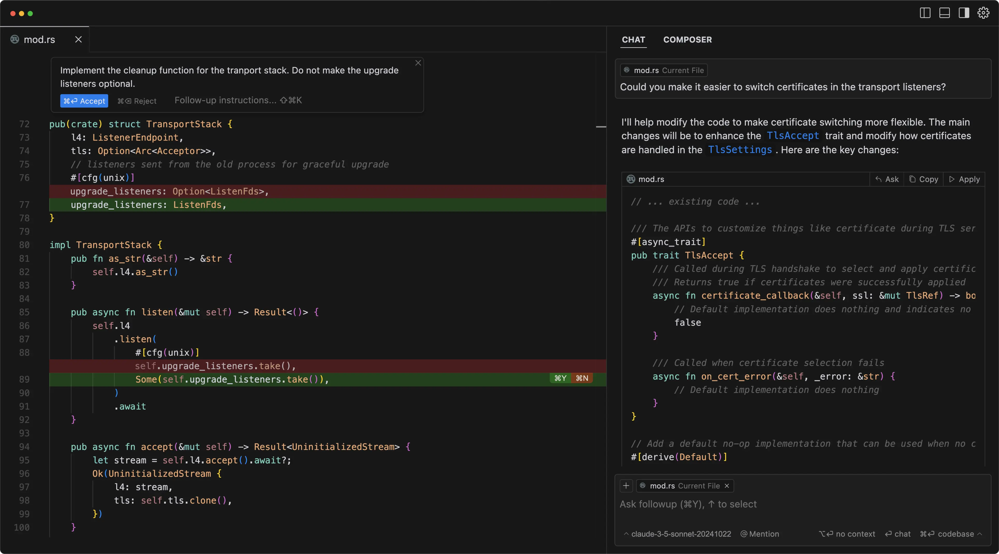 mod.rs
Implement the cleanup function for the tranport stack. Do not make the upgrade
listeners optional.
⌘⏎ Accept ⌘⌫ Reject Follow-up instructions... ⇧⌘K
72 pub(crate) struct TransportStack {
73     l4: ListenerEndpoint,
74     tls: Option<Arc<Acceptor>>,
75     // listeners sent from the old process for graceful upgrade
76     #[cfg(unix)]
    upgrade_listeners: Option<ListenFds>,
77     upgrade_listeners: ListenFds,
78 }
79
80 impl TransportStack {
81     pub fn as_str(&self) -> &str {
82         self.l4.as_str()
83     }
84
85     pub async fn listen(&mut self) -> Result<()> {
86         self.l4
87             .listen(
88                 #[cfg(unix)]
                self.upgrade_listeners.take(),
89                 Some(self.upgrade_listeners.take()), ⌘Y ⌘N
90             )
91             .await
92     }
93
94     pub async fn accept(&mut self) -> Result<UninitializedStream> {
95         let stream = self.l4.accept().await?;
96         Ok(UninitializedStream {
97             l4: stream,
98             tls: self.tls.clone(),
99         })
100     }
CHAT COMPOSER
mod.rs Current File
Could you make it easier to switch certificates in the transport listeners?
I'll help modify the code to make certificate switching more flexible. The main
changes will be to enhance the TlsAccept trait and modify how certificates
are handled in the TlsSettings . Here are the key changes:
mod.rs Ask Copy Apply
// ... existing code ...
/// The APIs to customize things like certificate during TLS ser
#[async_trait]
pub trait TlsAccept {
    /// Called during TLS handshake to select and apply certific
    /// Returns true if certificates were successfully applied
    async fn certificate_callback(&self, ssl: &mut TlsRef) -> bo
        // Default implementation does nothing and indicates no
        false
    }
    /// Called when certificate selection fails
    async fn on_cert_error(&self, _error: &str) {
        // Default implementation does nothing
    }
}
// Add a default no-op implementation that can be used when no c
#[derive(Default)]
+ mod.rs Current File
Ask followup (⌘Y), ↑ to select
claude-3-5-sonnet-20241022 @ Mention ⌥⏎ no context ⏎ chat ⌘⏎ codebase